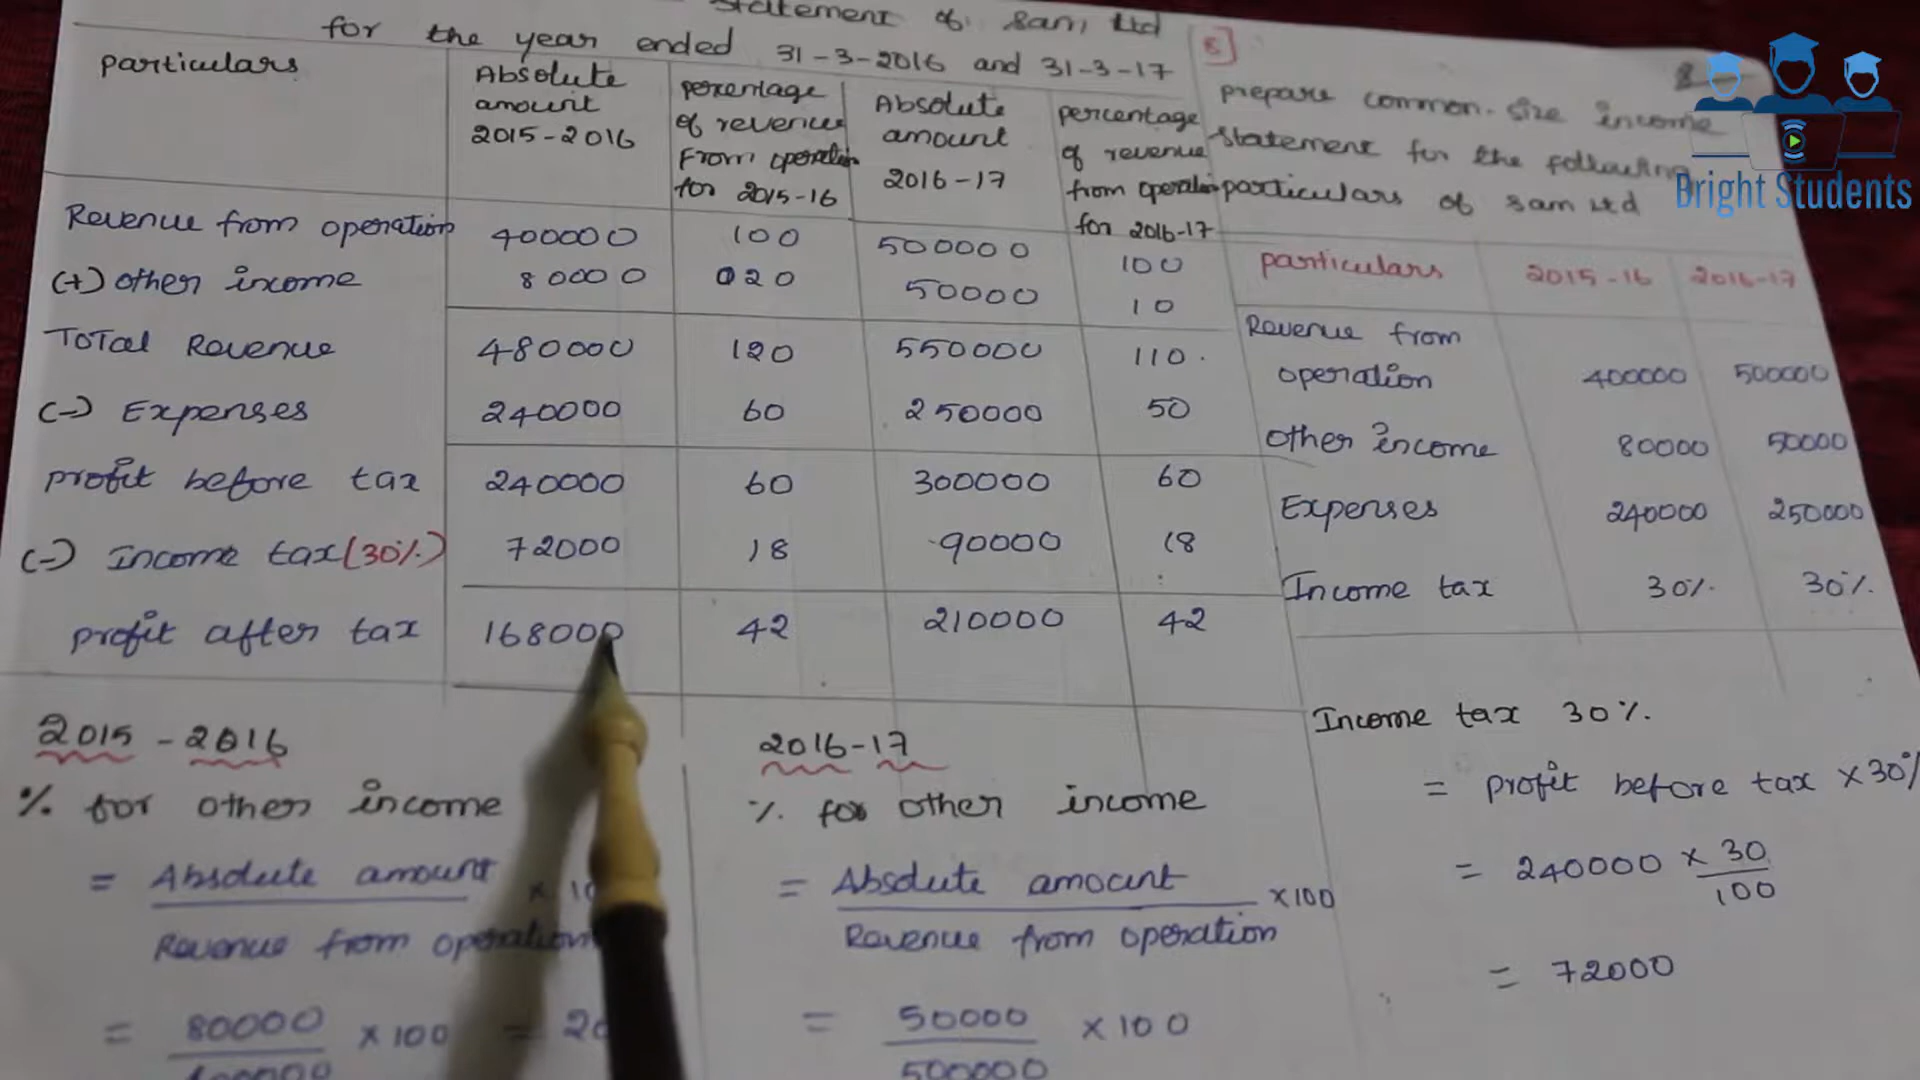 Statement of Sam Ltd
for the year ended 31-3-2016 and 31-3-17
particulars
Absolute
amount
2015-2016
percentage
of revenue
From operation
for 2015-16
Absolute
amount
2016-17
percentage
of revenue
from operation
for 2016-17
Revenue from operation 400000 100 500000 100
(+) other income 80000 020 50000 10
Total Revenue 480000 120 550000 110
(-) Expenses 240000 60 250000 50
profit before tax 240000 60 300000 60
(-) Income tax (30%) 72000 18 90000 18
profit after tax 168000 42 210000 42
2015-2016
% for other income
= Absolute amount
Revenue from operation
= 80000 × 100 =
2016-17
% for other income
= Absolute amount ×100
Revenue from operation
= 50000 × 100
500000
prepare common-size income
statement for the following
particulars of Sam Ltd
particulars 2015-16 2016-17
Revenue from
operation 400000 500000
other income 80000 50000
Expenses 240000 250000
Income tax 30% 30%
Income tax 30%
= profit before tax × 30%
= 240000 × 30
100
= 72000
Bright Students